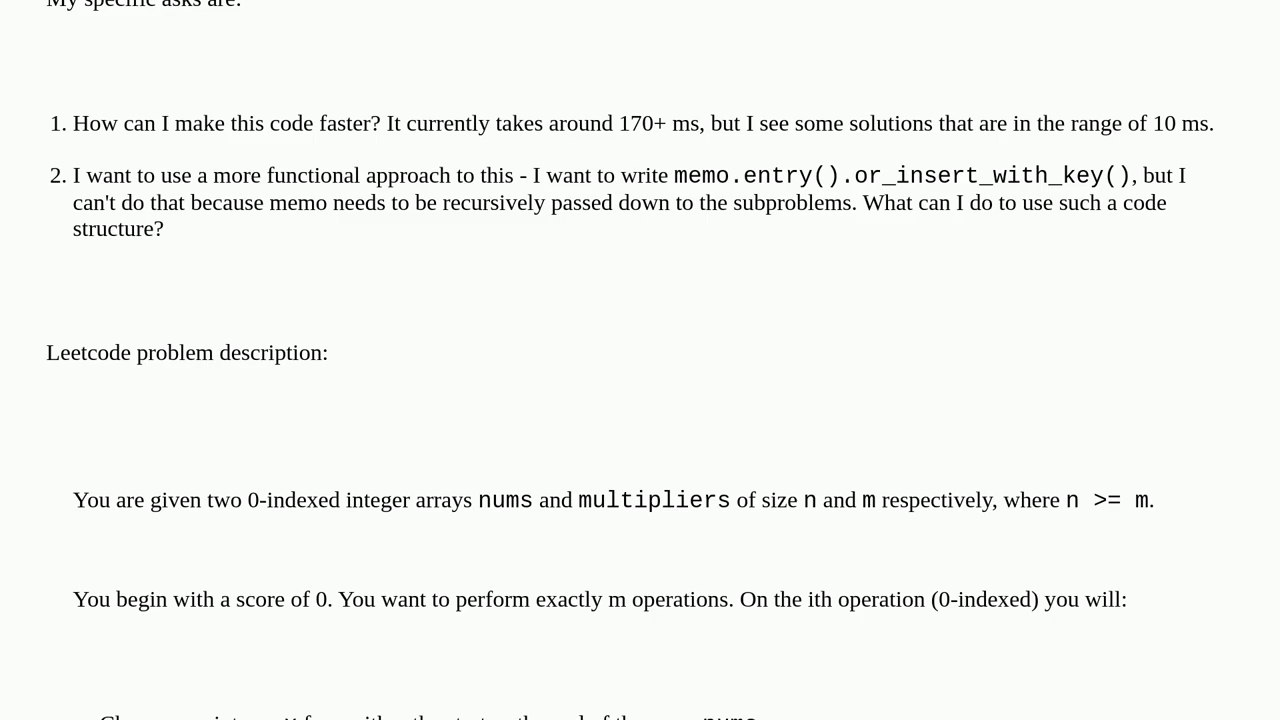 My specific asks are:
1. How can I make this code faster? It currently takes around 170+ ms, but I see some solutions that are in the range of 10 ms.
2. I want to use a more functional approach to this - I want to write memo.entry().or_insert_with_key(), but I
can't do that because memo needs to be recursively passed down to the subproblems. What can I do to use such a code
structure?
Leetcode problem description:
You are given two 0-indexed integer arrays nums and multipliers of size n and m respectively, where n >= m.
You begin with a score of 0. You want to perform exactly m operations. On the ith operation (0-indexed) you will: